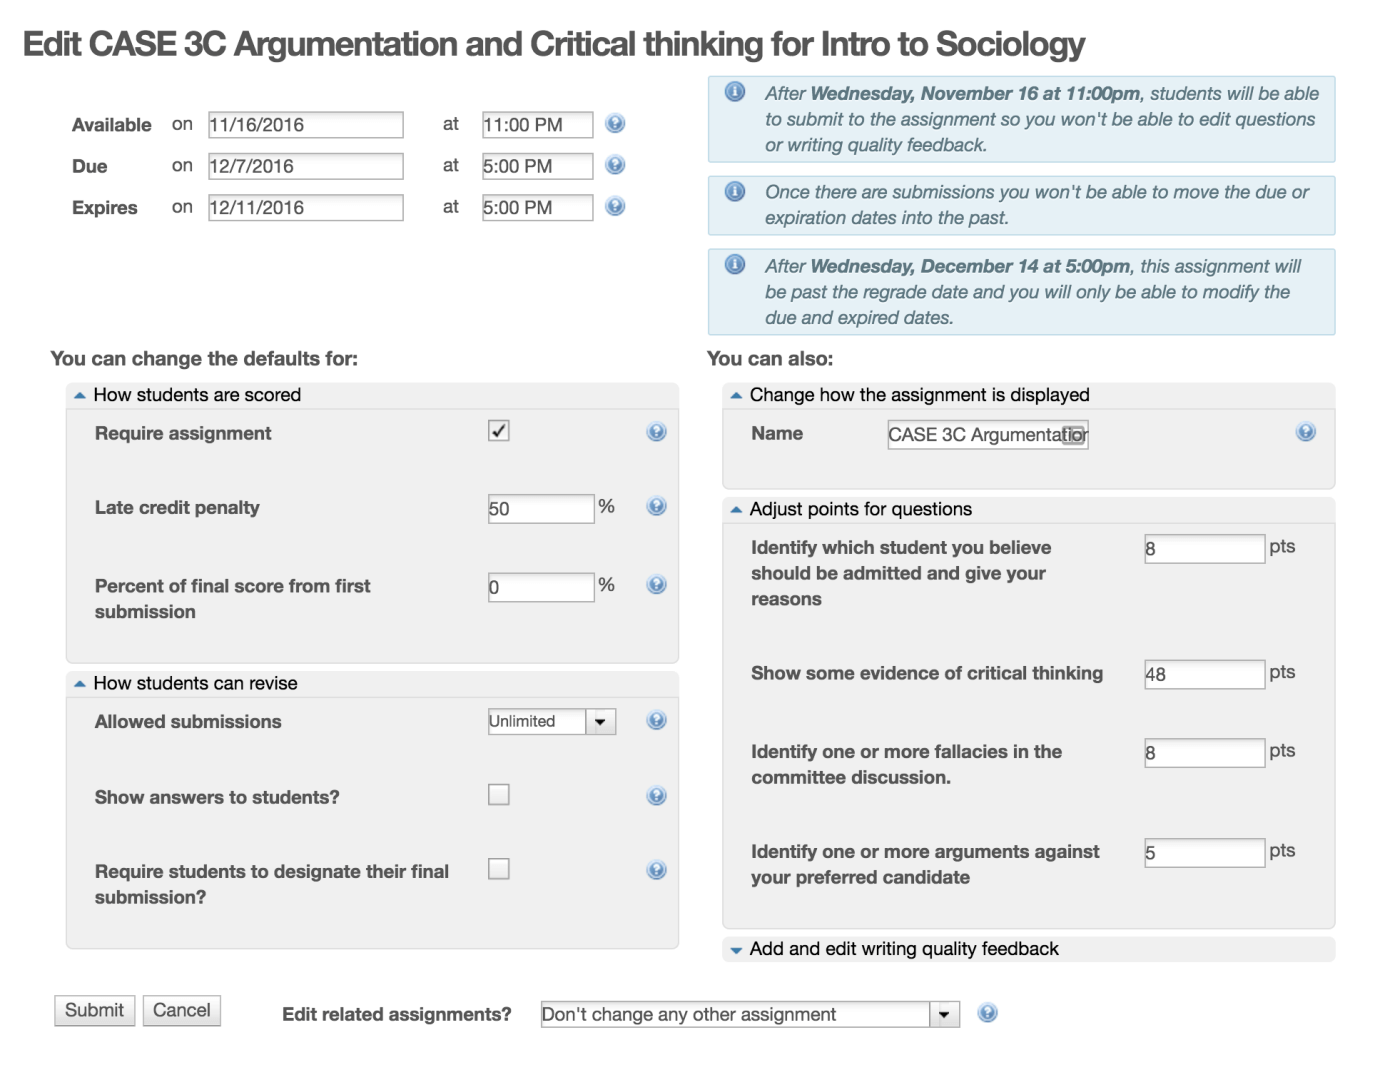 Edit CASE 3C Argumentation and Critical thinking for Intro to Sociology
Available on 11/16/2016 at 11:00 PM
Due on 12/7/2016 at 5:00 PM
Expires on 12/11/2016 at 5:00 PM
After Wednesday, November 16 at 11:00pm, students will be able
to submit to the assignment so you won't be able to edit questions
or writing quality feedback.
Once there are submissions you won't be able to move the due or
expiration dates into the past.
After Wednesday, December 14 at 5:00pm, this assignment will
be past the regrade date and you will only be able to modify the
due and expired dates.
You can change the defaults for:
How students are scored
Require assignment
Late credit penalty 50 %
Percent of final score from first 0 %
submission
How students can revise
Allowed submissions Unlimited
Show answers to students?
Require students to designate their final
submission?
You can also:
Change how the assignment is displayed
Name CASE 3C Argumentation
Adjust points for questions
Identify which student you believe 8 pts
should be admitted and give your
reasons
Show some evidence of critical thinking 48 pts
Identify one or more fallacies in the 8 pts
committee discussion.
Identify one or more arguments against 5 pts
your preferred candidate
Add and edit writing quality feedback
Submit Cancel Edit related assignments? Don't change any other assignment